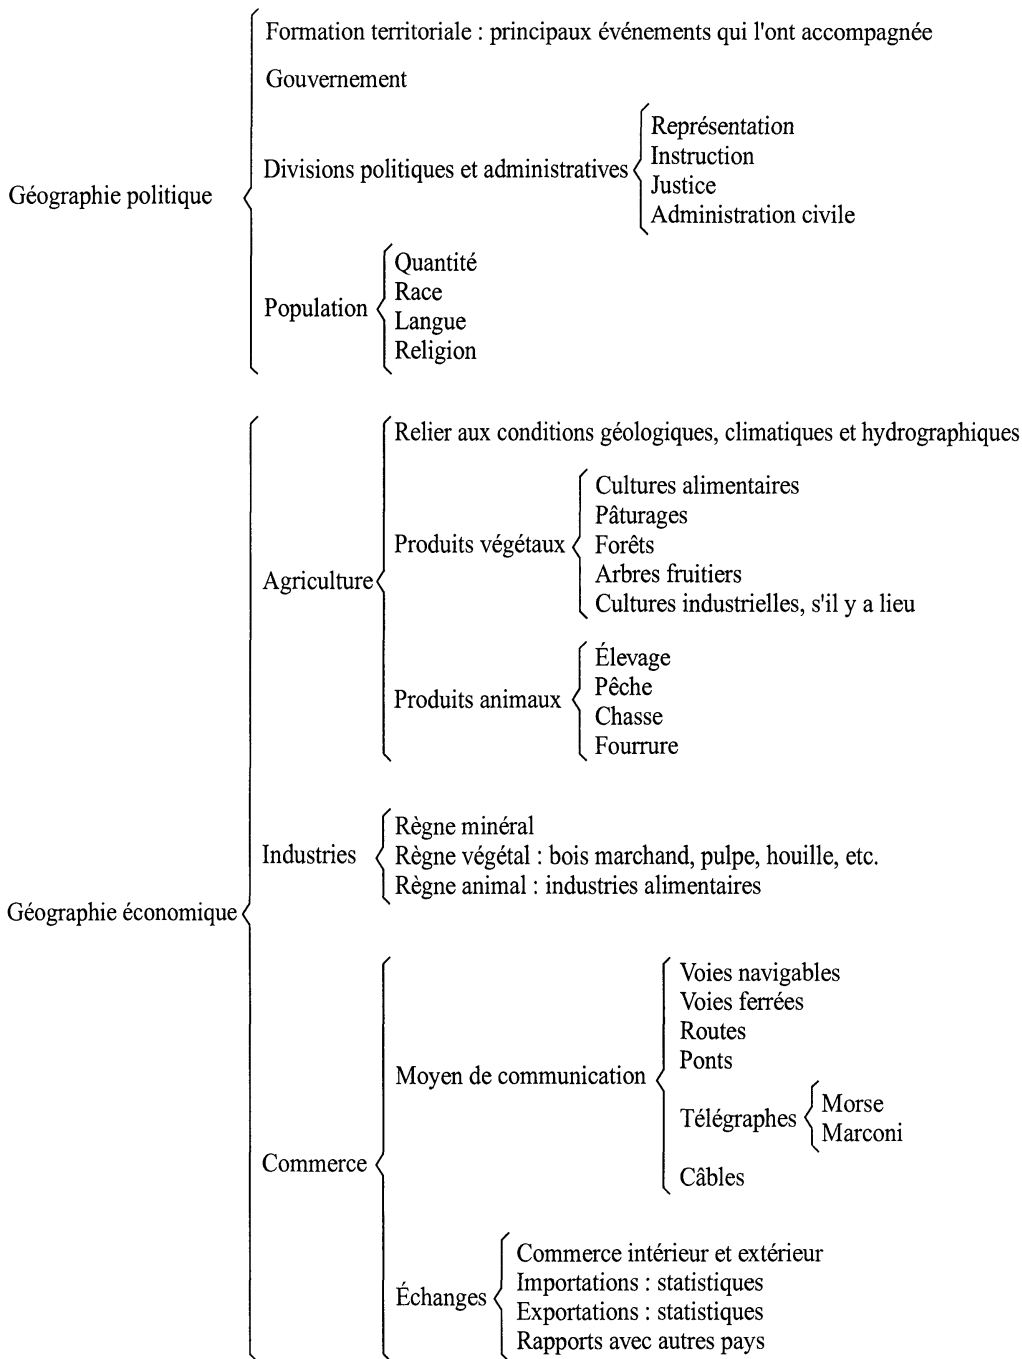 Géographie politique
Formation territoriale : principaux événements qui l'ont accompagnée
Gouvernement
Divisions politiques et administratives
Représentation
Instruction
Justice
Administration civile
Population
Quantité
Race
Langue
Religion
Géographie économique
Agriculture
Relier aux conditions géologiques, climatiques et hydrographiques
Produits végétaux
Cultures alimentaires
Pâturages
Forêts
Arbres fruitiers
Cultures industrielles, s'il y a lieu
Produits animaux
Élevage
Pêche
Chasse
Fourrure
Industries
Règne minéral
Règne végétal : bois marchand, pulpe, houille, etc.
Règne animal : industries alimentaires
Commerce
Moyen de communication
Voies navigables
Voies ferrées
Routes
Ponts
Télégraphes
Morse
Marconi
Câbles
Échanges
Commerce intérieur et extérieur
Importations : statistiques
Exportations : statistiques
Rapports avec autres pays